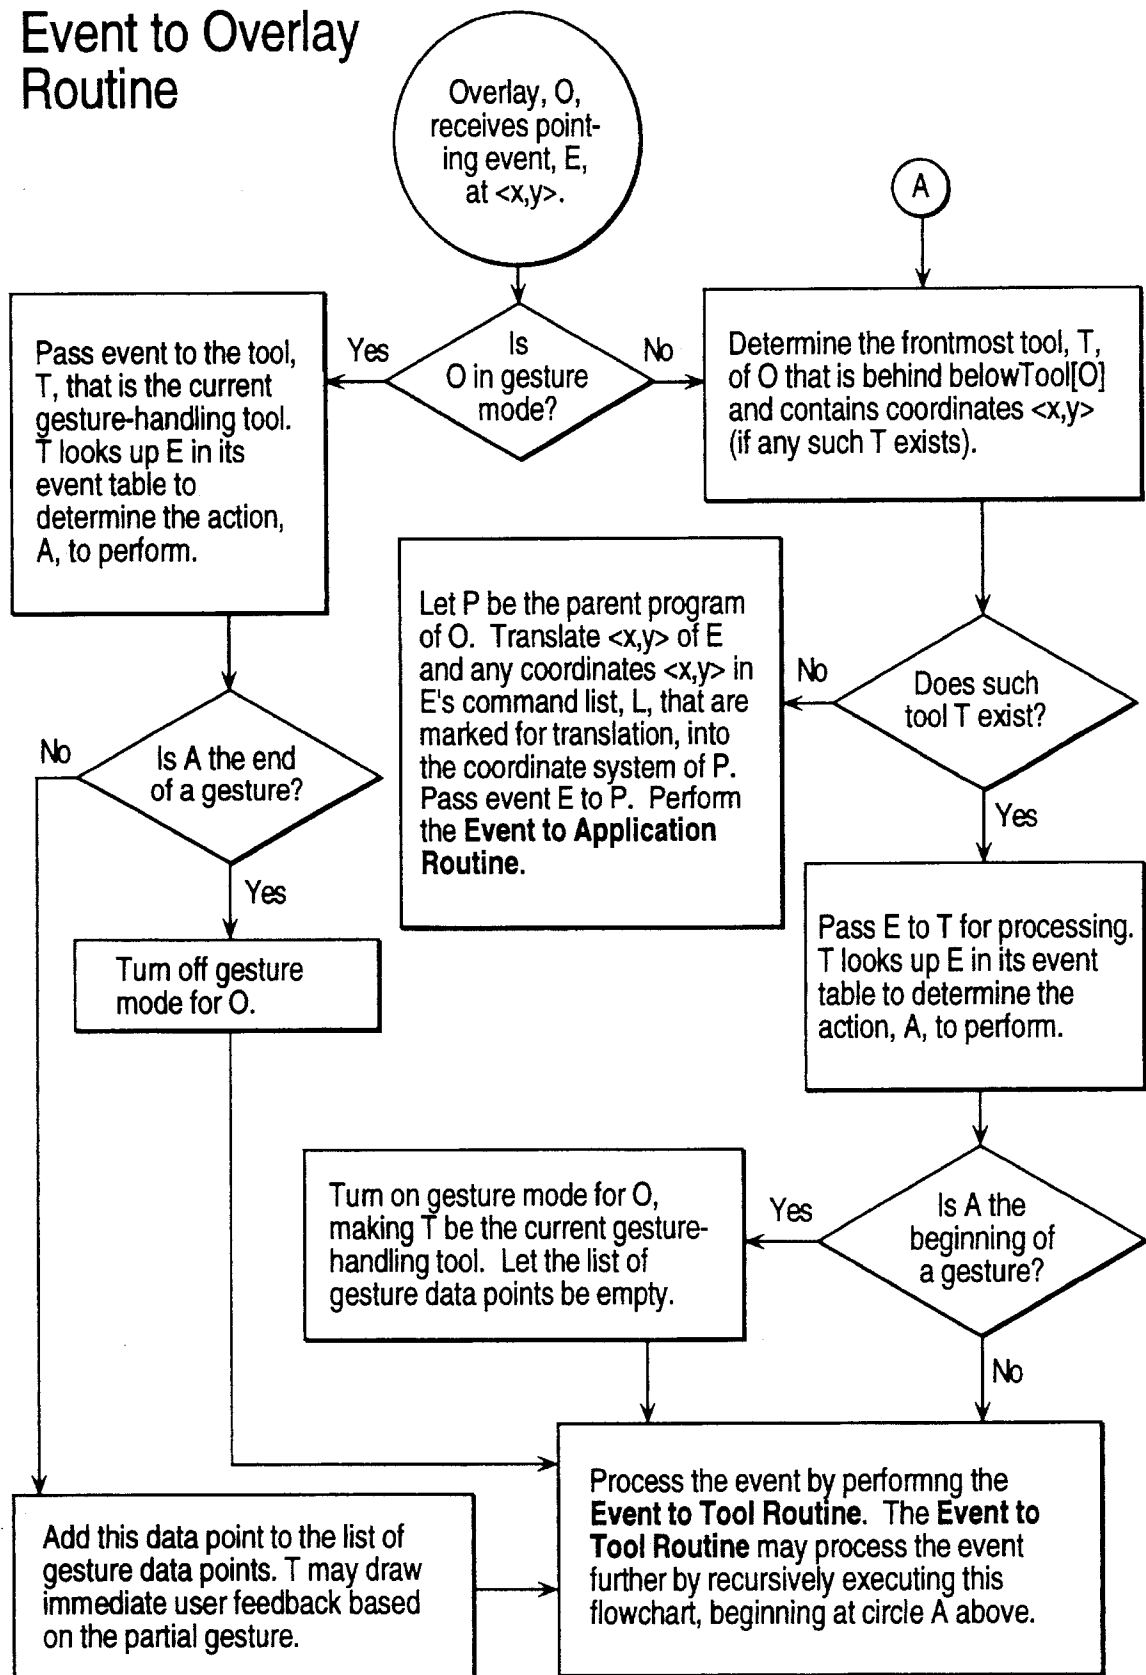 Event to Overlay
Routine
Overlay, O,
receives point-
ing event, E,
at <x,y>.
A
Is
O in gesture
mode?
Yes
No
Pass event to the tool,
T, that is the current
gesture-handling tool.
T looks up E in its
event table to
determine the action,
A, to perform.
Determine the frontmost tool, T,
of O that is behind belowTool[O]
and contains coordinates <x,y>
(if any such T exists).
Let P be the parent program
of O. Translate <x,y> of E
and any coordinates <x,y> in
E's command list, L, that are
marked for translation, into
the coordinate system of P.
Pass event E to P. Perform
the Event to Application
Routine.
No
Does such
tool T exist?
Yes
No
Is A the end
of a gesture?
Yes
Turn off gesture
mode for O.
Pass E to T for processing.
T looks up E in its event
table to determine the
action, A, to perform.
Turn on gesture mode for O,
making T be the current gesture-
handling tool. Let the list of
gesture data points be empty.
Yes
Is A the
beginning of
a gesture?
No
Add this data point to the list of
gesture data points. T may draw
immediate user feedback based
on the partial gesture.
Process the event by performng the
Event to Tool Routine. The Event to
Tool Routine may process the event
further by recursively executing this
flowchart, beginning at circle A above.